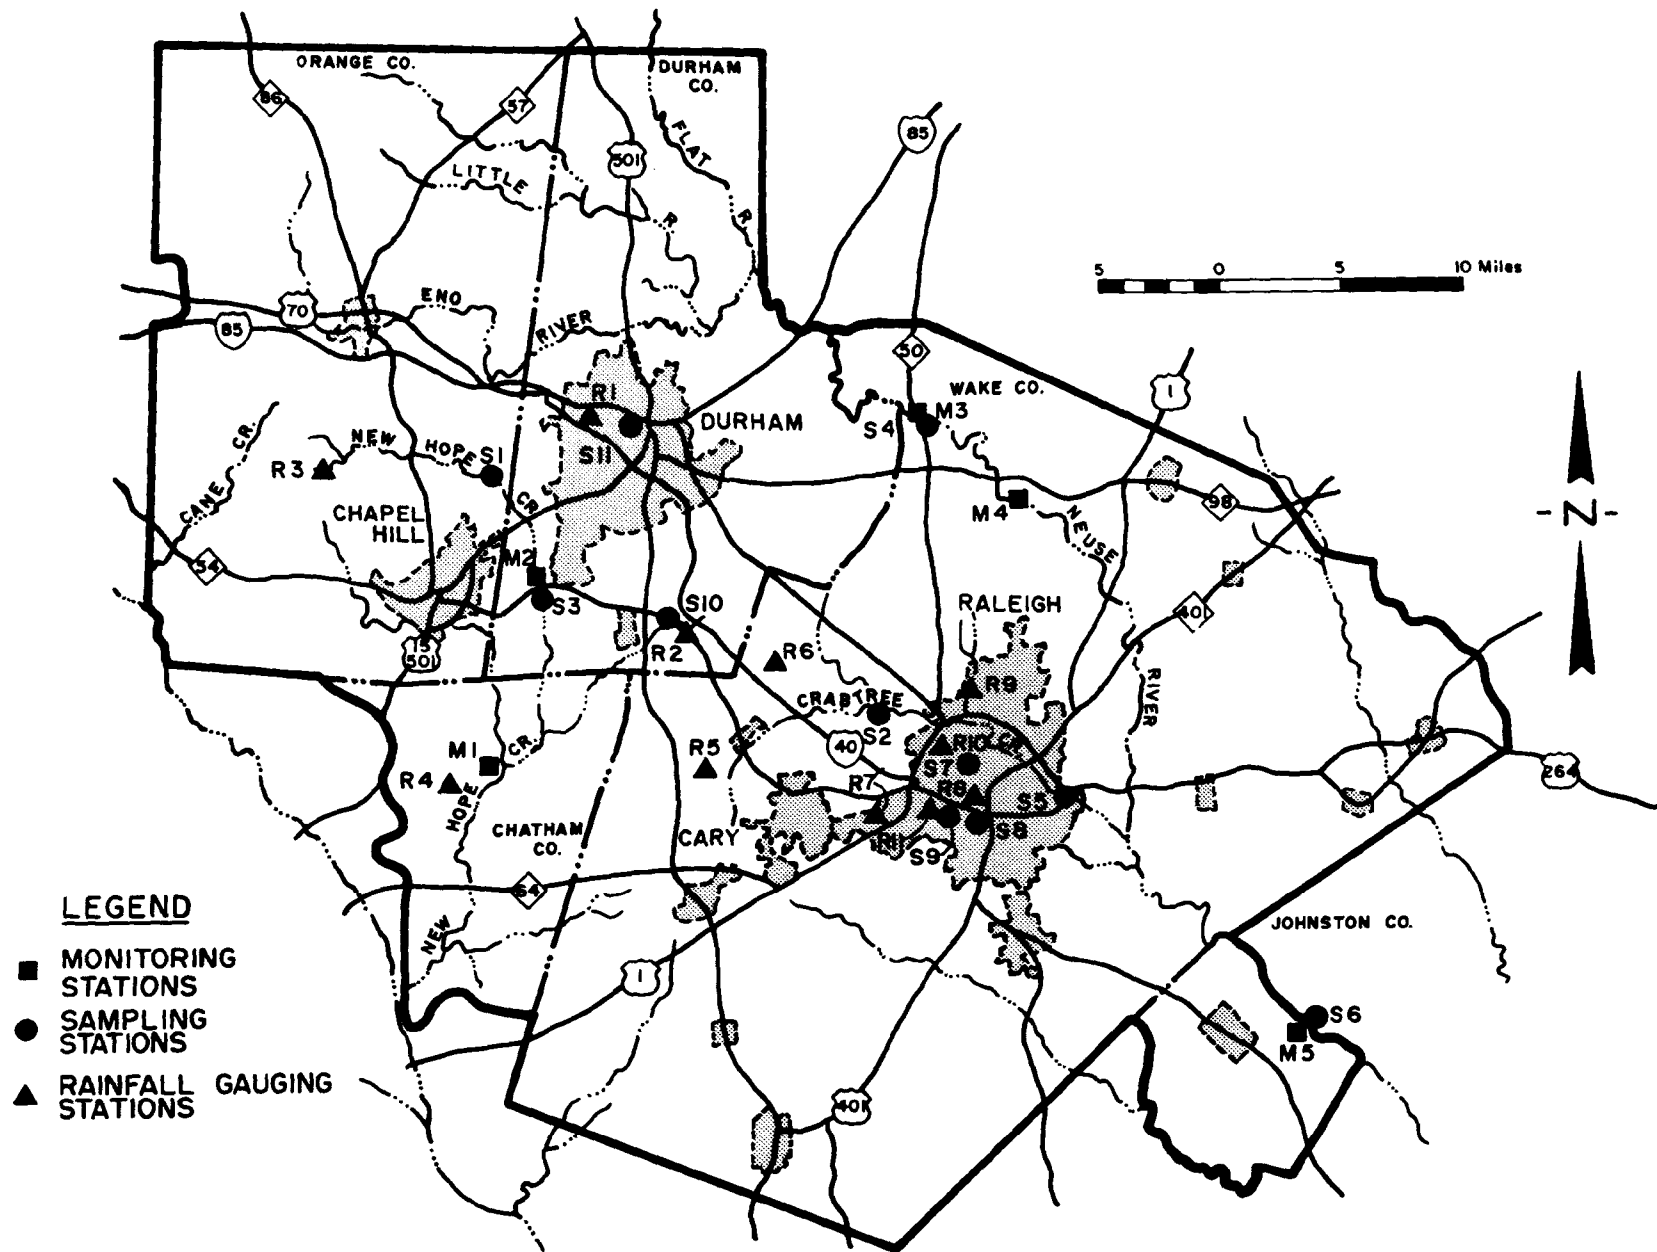 ORANGE CO.
DURHAM
CO.
86
57
501
85
FLAT
R.
LITTLE
R.
5 0 5 10 Miles
70
85
ENO
RIVER
50
WAKE CO.
1
R1
DURHAM
M3
S4
S11
NEW HOPE
CR.
S1
R3
CANE CR.
CHAPEL
HILL
M4
NEUSE
98
N
54
M2
S3
S10
R2
R6
RALEIGH
401
15
501
R9
RIVER
CRABTREE
S2
40
M1
CR.
R4
HOPE
R5
R10
S7
R7
R8
S5
264
CHATHAM
CO.
CARY
R11
S9
S8
64
NEW
LEGEND
MONITORING
STATIONS
SAMPLING
STATIONS
RAINFALL GAUGING
STATIONS
1
JOHNSTON CO.
S6
M5
401